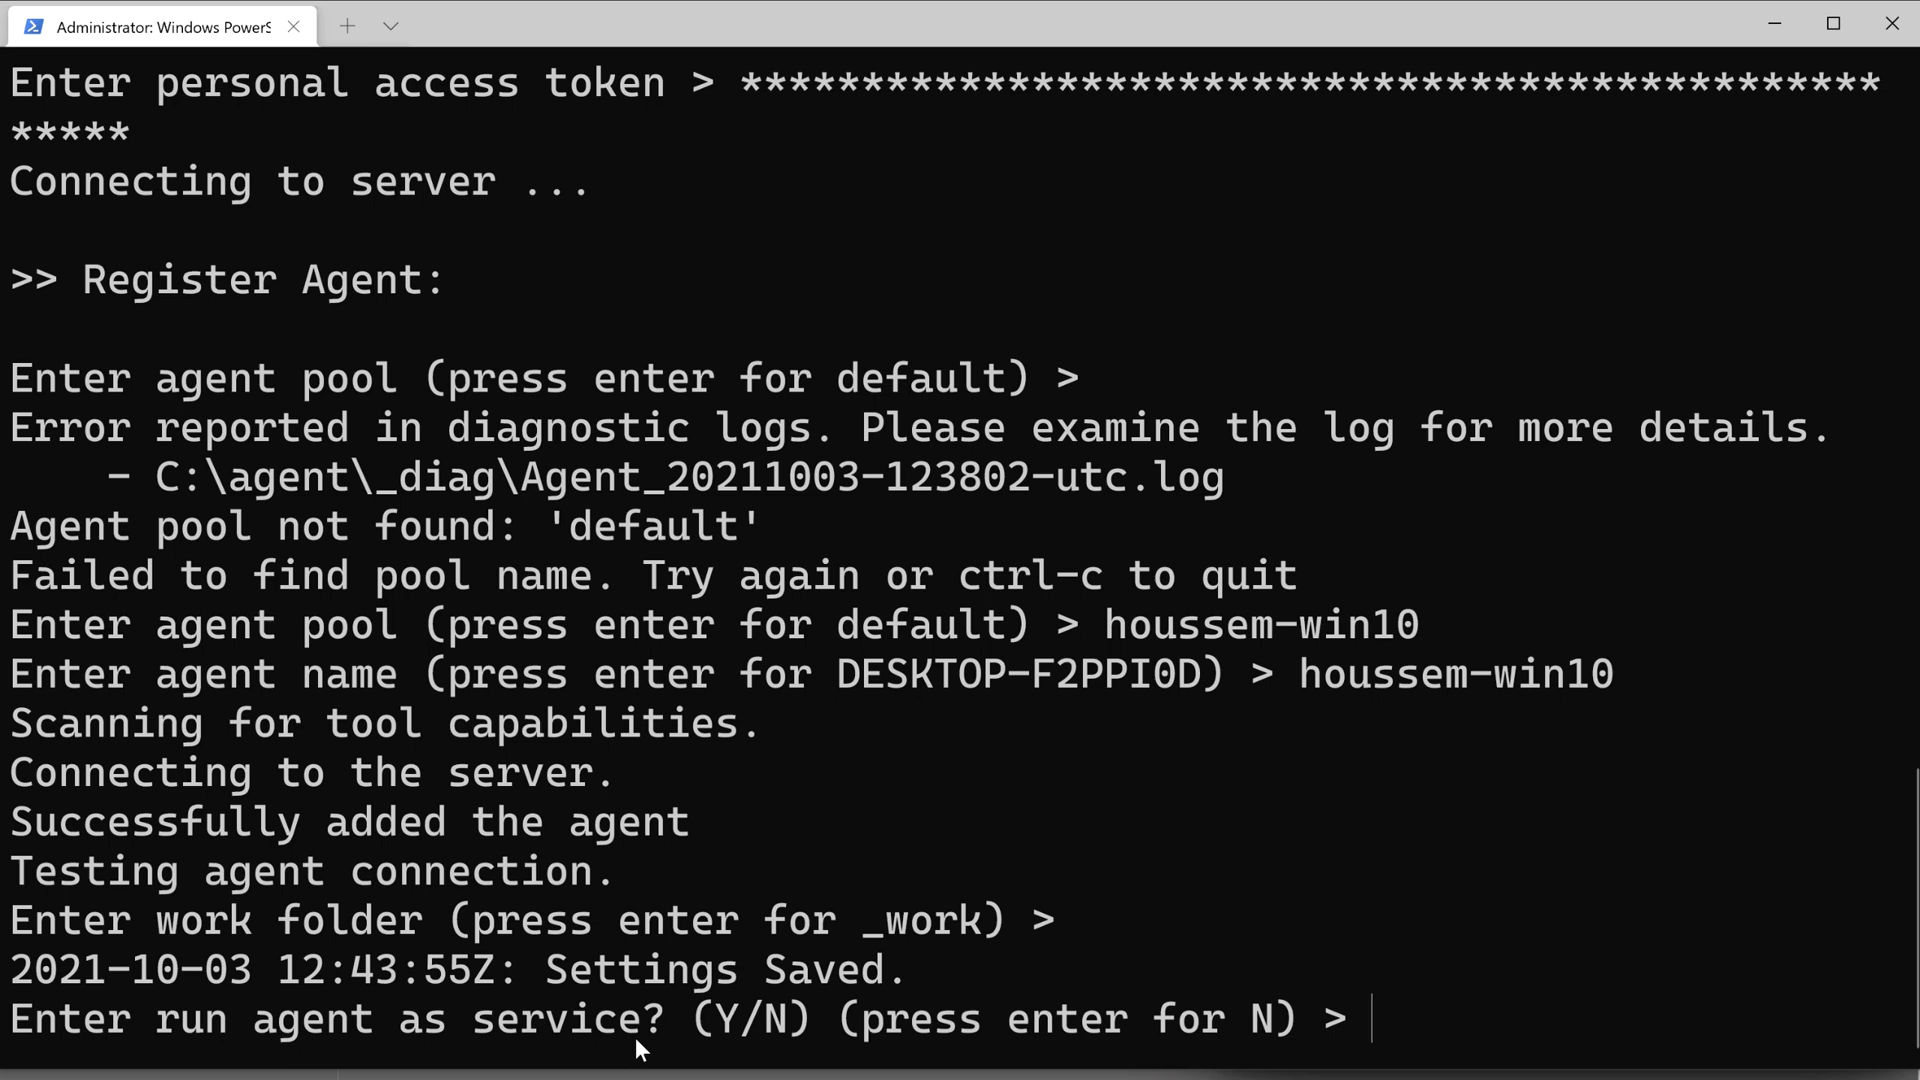 Administrator: Windows PowerS
Enter personal access token > ***********************************************
*****
Connecting to server ...
>> Register Agent:
Enter agent pool (press enter for default) >
Error reported in diagnostic logs. Please examine the log for more details.
- C:\agent\_diag\Agent_20211003-123802-utc.log
Agent pool not found: 'default'
Failed to find pool name. Try again or ctrl-c to quit
Enter agent pool (press enter for default) > houssem-win10
Enter agent name (press enter for DESKTOP-F2PPI0D) > houssem-win10
Scanning for tool capabilities.
Connecting to the server.
Successfully added the agent
Testing agent connection.
Enter work folder (press enter for _work) >
2021-10-03 12:43:55Z: Settings Saved.
Enter run agent as service? (Y/N) (press enter for N) >